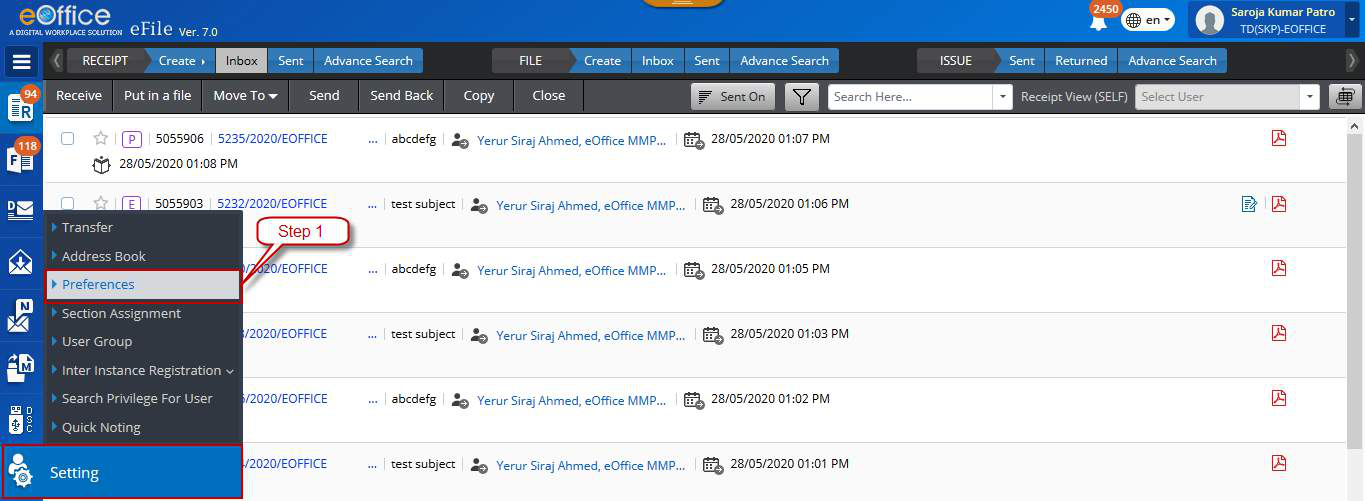 eOffice
A DIGITAL WORKPLACE SOLUTION
eFile Ver. 7.0
2450
en
Saroja Kumar Patro
TD(SKP)-EOFFICE
RECEIPT Create Inbox Sent Advance Search FILE Create Inbox Sent Advance Search ISSUE Sent Returned Advance Search
Receive Put in a file Move To Send Send Back Copy Close Sent On Search Here... Receipt View (SELF) Select User
94
R
118
F
D
N
M
D
S
C
P 5055906 5235/2020/EOFFICE ... abcdefg Yerur Siraj Ahmed, eOffice MMP... 28/05/2020 01:07 PM
28/05/2020 01:08 PM
E 5055903 5232/2020/EOFFICE ... test subject Yerur Siraj Ahmed, eOffice MMP... 28/05/2020 01:06 PM
/2020/EOFFICE ... abcdefg Yerur Siraj Ahmed, eOffice MMP... 28/05/2020 01:05 PM
/2020/EOFFICE ... test subject Yerur Siraj Ahmed, eOffice MMP... 28/05/2020 01:03 PM
/2020/EOFFICE ... abcdefg Yerur Siraj Ahmed, eOffice MMP... 28/05/2020 01:02 PM
/2020/EOFFICE ... test subject Yerur Siraj Ahmed, eOffice MMP... 28/05/2020 01:01 PM
Transfer
Address Book
Preferences
Section Assignment
User Group
Inter Instance Registration
Search Privilege For User
Quick Noting
Setting
Step 1